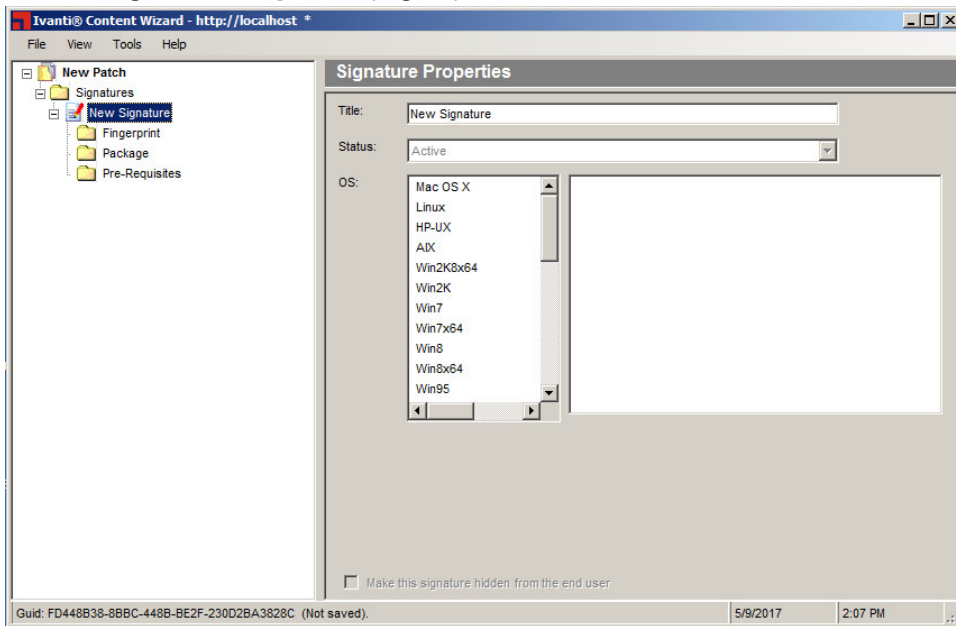 Ivanti® Content Wizard - http://localhost *
File View Tools Help
New Patch
Signatures
New Signature
Fingerprint
Package
Pre-Requisites
Signature Properties
Title: New Signature
Status: Active
OS: Mac OS X
Linux
HP-UX
AIX
Win2K8x64
Win2K
Win7
Win7x64
Win8
Win8x64
Win95
Make this signature hidden from the end user
Guid: FD448B38-8BBC-448B-BE2F-230D2BA3828C (Not saved). 5/9/2017 2:07 PM